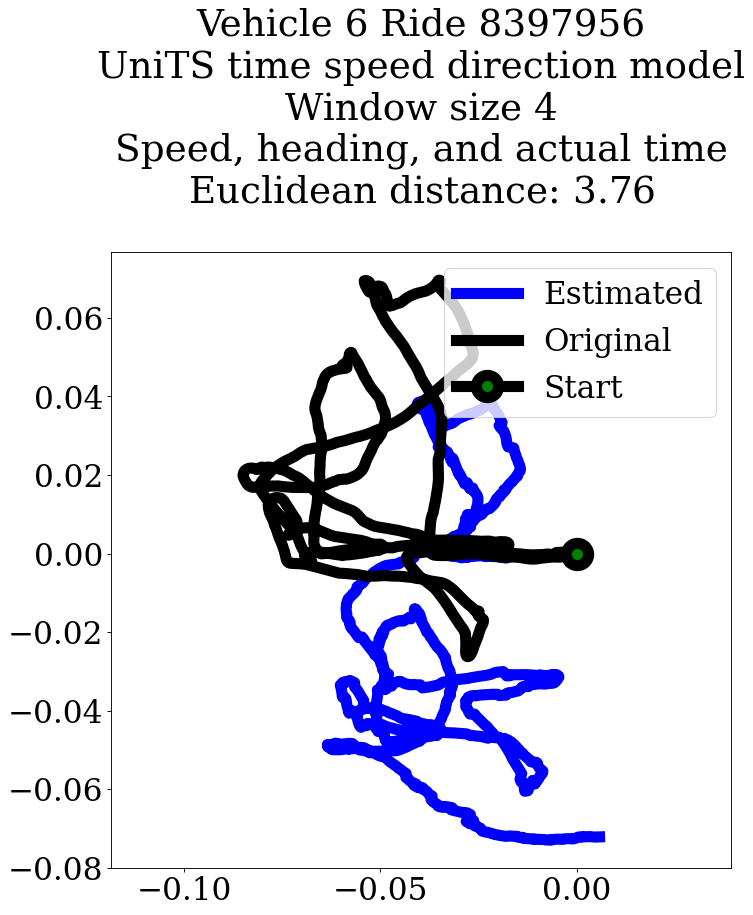 Vehicle 6 Ride 8397956
UniTS time speed direction model
Window size 4
Speed, heading, and actual time
Euclidean distance: 3.76
Estimated
Original
Start
0.06
0.04
0.02
0.00
−0.02
−0.04
−0.06
−0.08
−0.10
−0.05
0.00